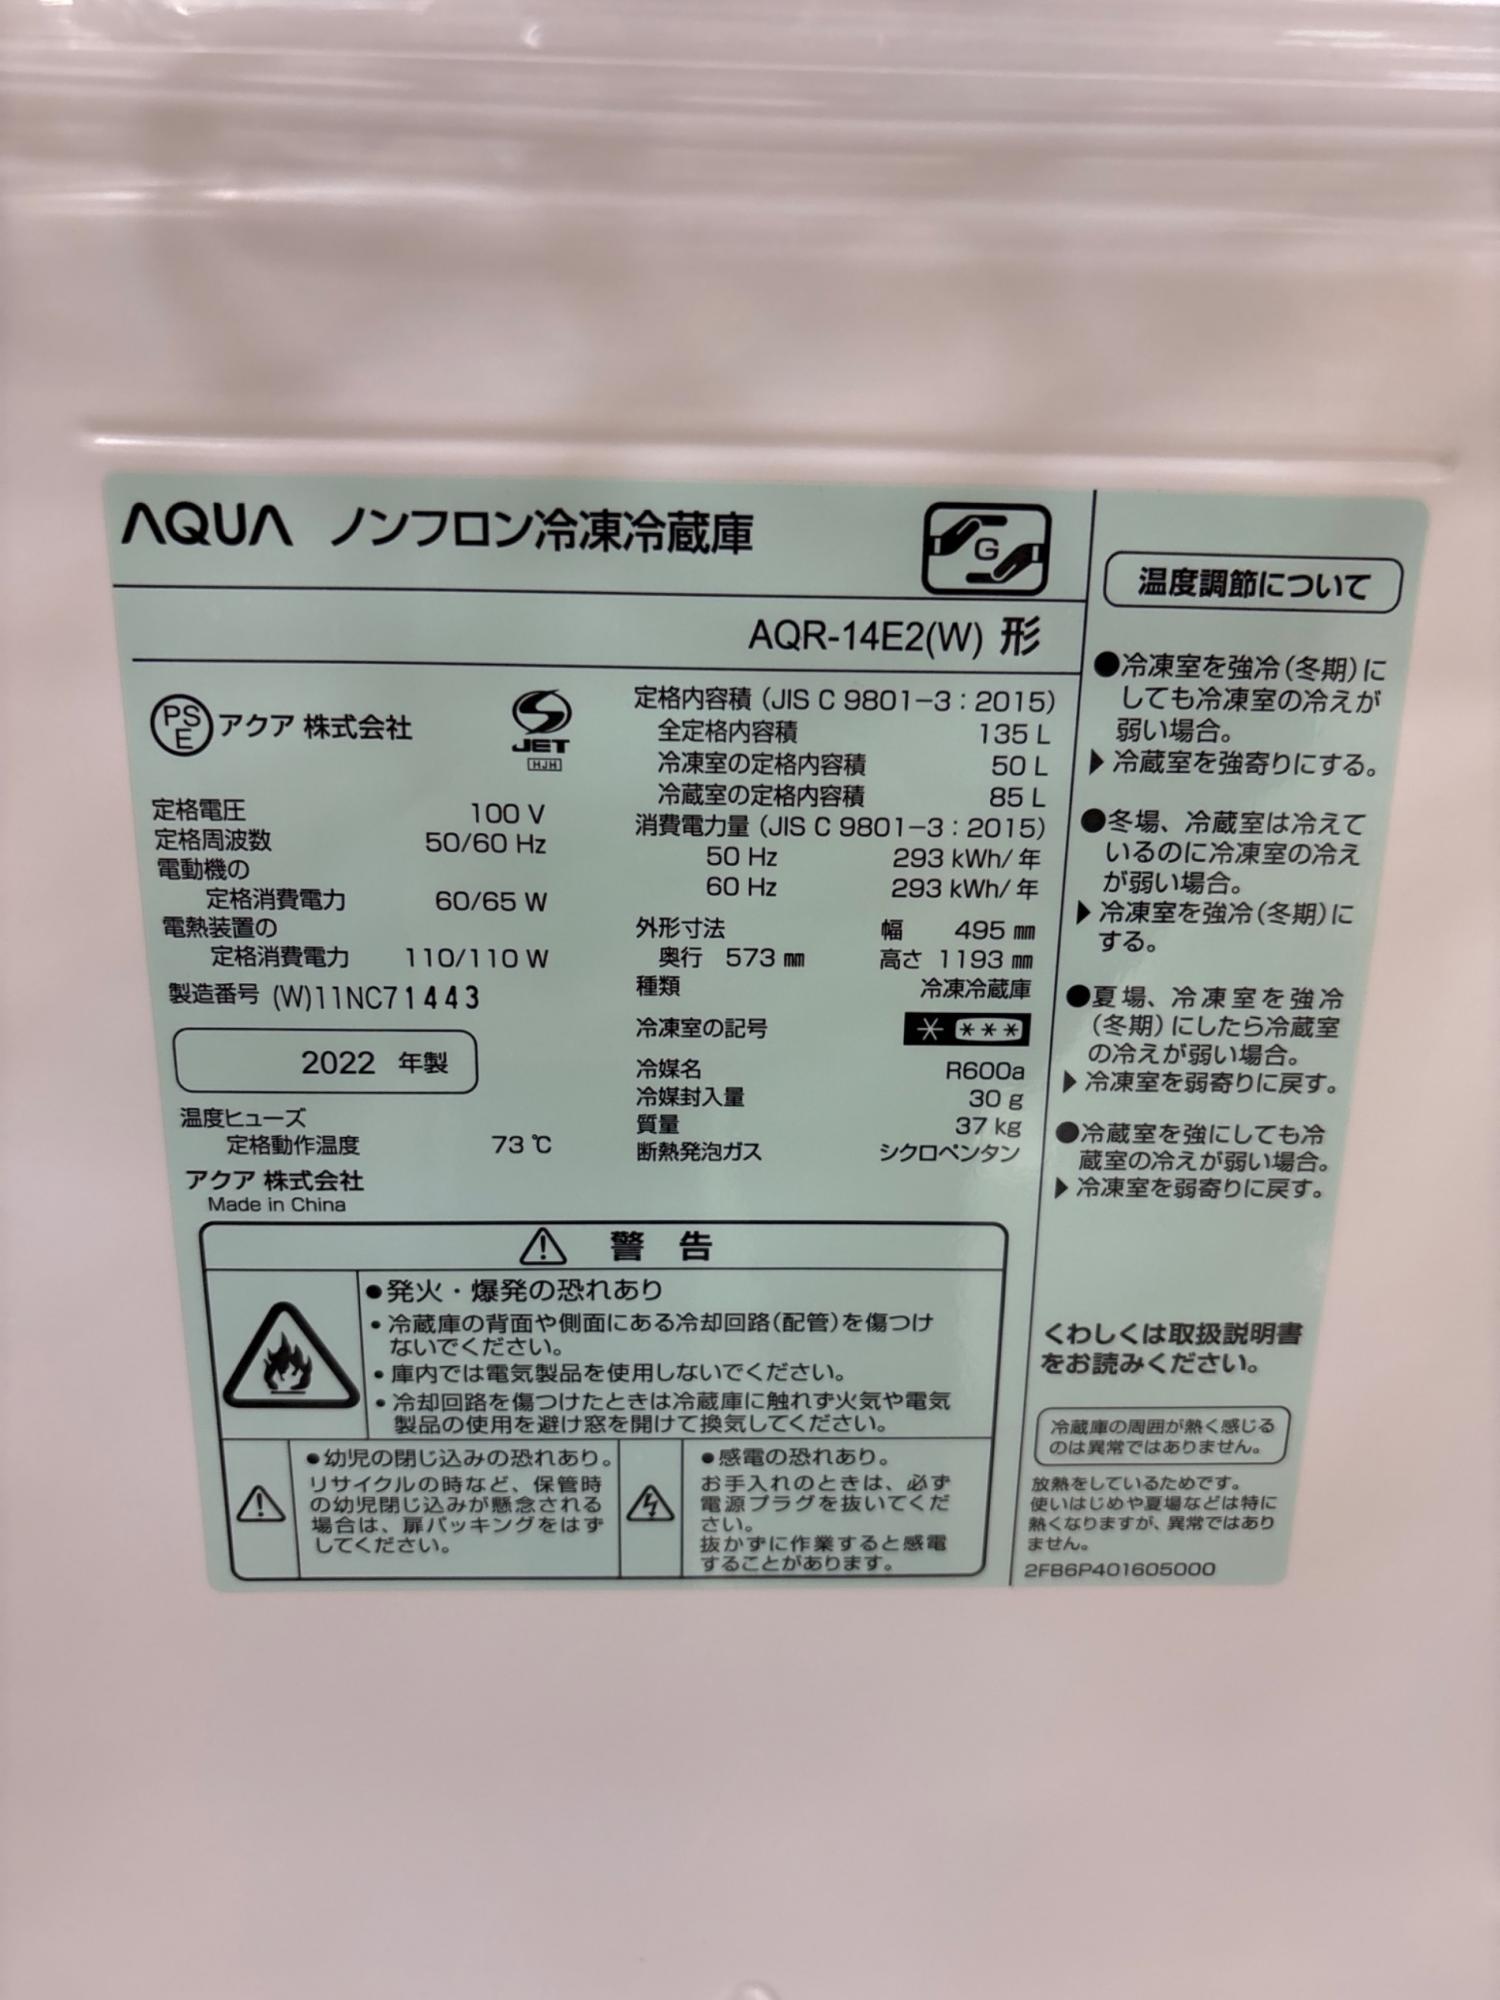 AQUA ノンフロン冷凍冷蔵庫
G
AQR-14E2(W) 形
PSE アクア 株式会社
JET
HJH
定格電圧 100 V
定格周波数 50/60 Hz
電動機の
定格消費電力 60/65 W
電熱装置の
定格消費電力 110/110 W
製造番号 (W)11NC71443
2022 年製
温度ヒューズ
定格動作温度 73 ℃
アクア 株式会社
Made in China
定格内容積 (JIS C 9801-3:2015)
全定格内容積 135 L
冷凍室の定格内容積 50 L
冷蔵室の定格内容積 85 L
消費電力量 (JIS C 9801-3:2015)
50 Hz 293 kWh/年
60 Hz 293 kWh/年
外形寸法 幅 495 ㎜
奥行 573 ㎜ 高さ 1193 ㎜
種類 冷凍冷蔵庫
冷凍室の記号 * ***
冷媒名 R600a
冷媒封入量 30 g
質量 37 kg
断熱発泡ガス シクロペンタン
⚠ 警 告
●発火・爆発の恐れあり
・冷蔵庫の背面や側面にある冷却回路(配管)を傷つけ
ないでください。
・庫内では電気製品を使用しないでください。
・冷却回路を傷つけたときは冷蔵庫に触れず火気や電気
製品の使用を避け窓を開けて換気してください。
●幼児の閉じ込みの恐れあり。
リサイクルの時など、保管時
の幼児閉じ込みが懸念される
場合は、扉パッキングをはず
してください。
●感電の恐れあり。
お手入れのときは、必ず
電源プラグを抜いてくだ
さい。
抜かずに作業すると感電
することがあります。
温度調節について
●冷凍室を強冷(冬期)に
しても冷凍室の冷えが
弱い場合。
▶冷蔵室を強寄りにする。
●冬場、冷蔵室は冷えて
いるのに冷凍室の冷え
が弱い場合。
▶冷凍室を強冷(冬期)に
する。
●夏場、冷凍室を強冷
(冬期)にしたら冷蔵室
の冷えが弱い場合。
▶冷凍室を弱寄りに戻す。
●冷蔵室を強にしても冷
蔵室の冷えが弱い場合。
▶冷凍室を弱寄りに戻す。
くわしくは取扱説明書
をお読みください。
冷蔵庫の周囲が熱く感じる
のは異常ではありません。
放熱をしているためです。
使いはじめや夏場などは特に
熱くなりますが、異常ではあり
ません。
2FB6P401605000